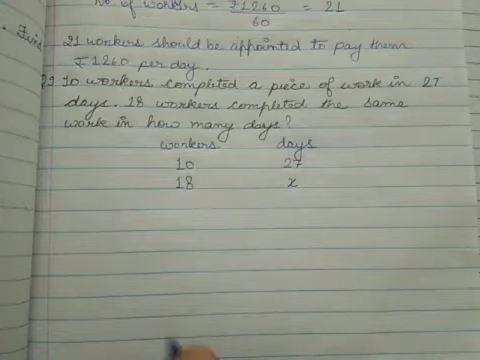 No. of workers = ₹1260 = 21
60
21 workers should be appointed to pay them
₹1260 per day.
10 workers completed a piece of work in 27
days. 18 workers completed the same
work in how many days?
workers days
10 27
18 x